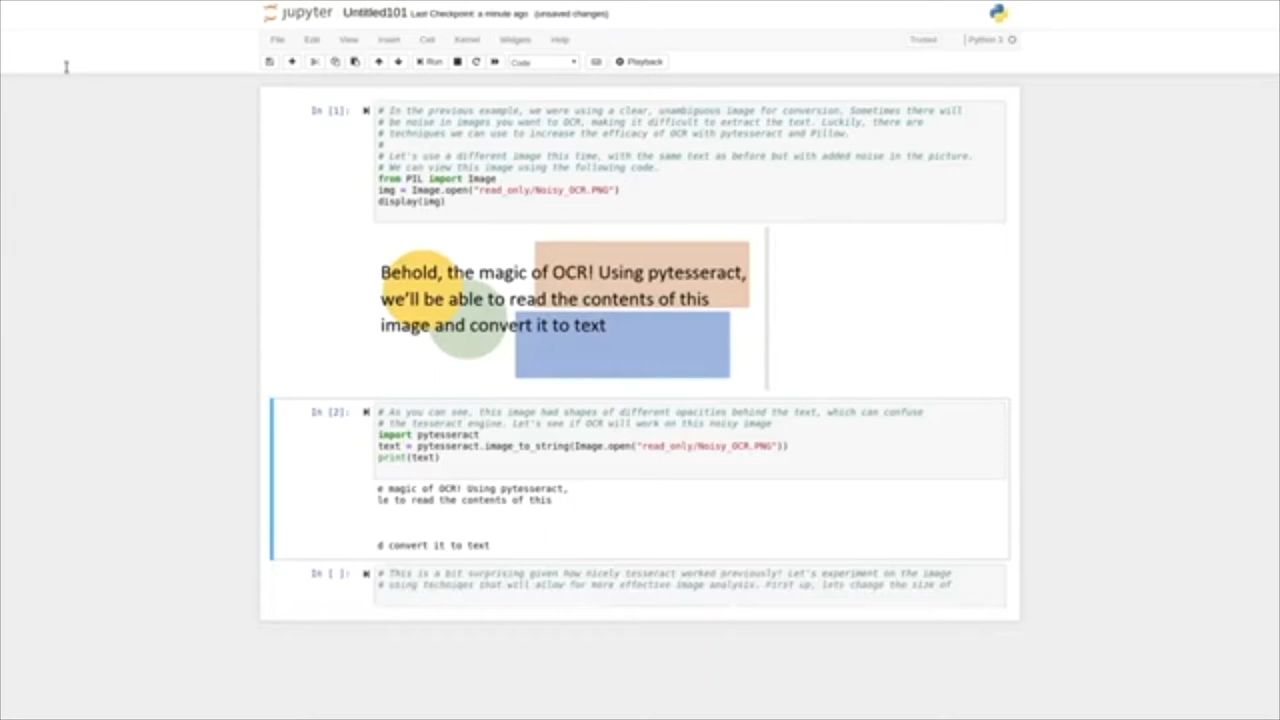 jupyter Untitled101 Last Checkpoint: a minute ago (unsaved changes)
File Edit View Insert Cell Kernel Widgets Help Trusted Python 3
Run Code Playback
In [1]: # In the previous example, we were using a clear, unambiguous image for conversion. Sometimes there will
# be noise in images you want to OCR, making it difficult to extract the text. Luckily, there are
# techniques we can use to increase the efficacy of OCR with pytesseract and Pillow.
#
# Let's use a different image this time, with the same text as before but with added noise in the picture.
# We can view this image using the following code.
from PIL import Image
img = Image.open("read_only/Noisy_OCR.PNG")
display(img)
Behold, the magic of OCR! Using pytesseract,
we'll be able to read the contents of this
image and convert it to text
In [2]: # As you can see, this image had shapes of different opacities behind the text, which can confuse
# the tesseract engine. Let's see if OCR will work on this noisy image
import pytesseract
text = pytesseract.image_to_string(Image.open("read_only/Noisy_OCR.PNG"))
print(text)
e magic of OCR! Using pytesseract,
le to read the contents of this
d convert it to text
In [ ]: # This is a bit surprising given how nicely tesseract worked previously! Let's experiment on the image
# using techniqes that will allow for more effective image analysis. First up, lets change the size of